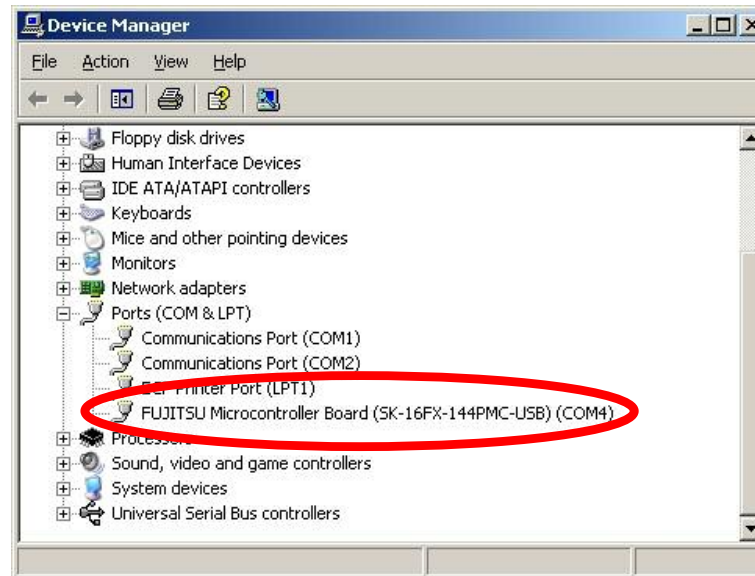 Device Manager
File Action View Help
Floppy disk drives
Human Interface Devices
IDE ATA/ATAPI controllers
Keyboards
Mice and other pointing devices
Monitors
Network adapters
Ports (COM & LPT)
Communications Port (COM1)
Communications Port (COM2)
ECP Printer Port (LPT1)
FUJITSU Microcontroller Board (SK-16FX-144PMC-USB) (COM4)
Processors
Sound, video and game controllers
System devices
Universal Serial Bus controllers